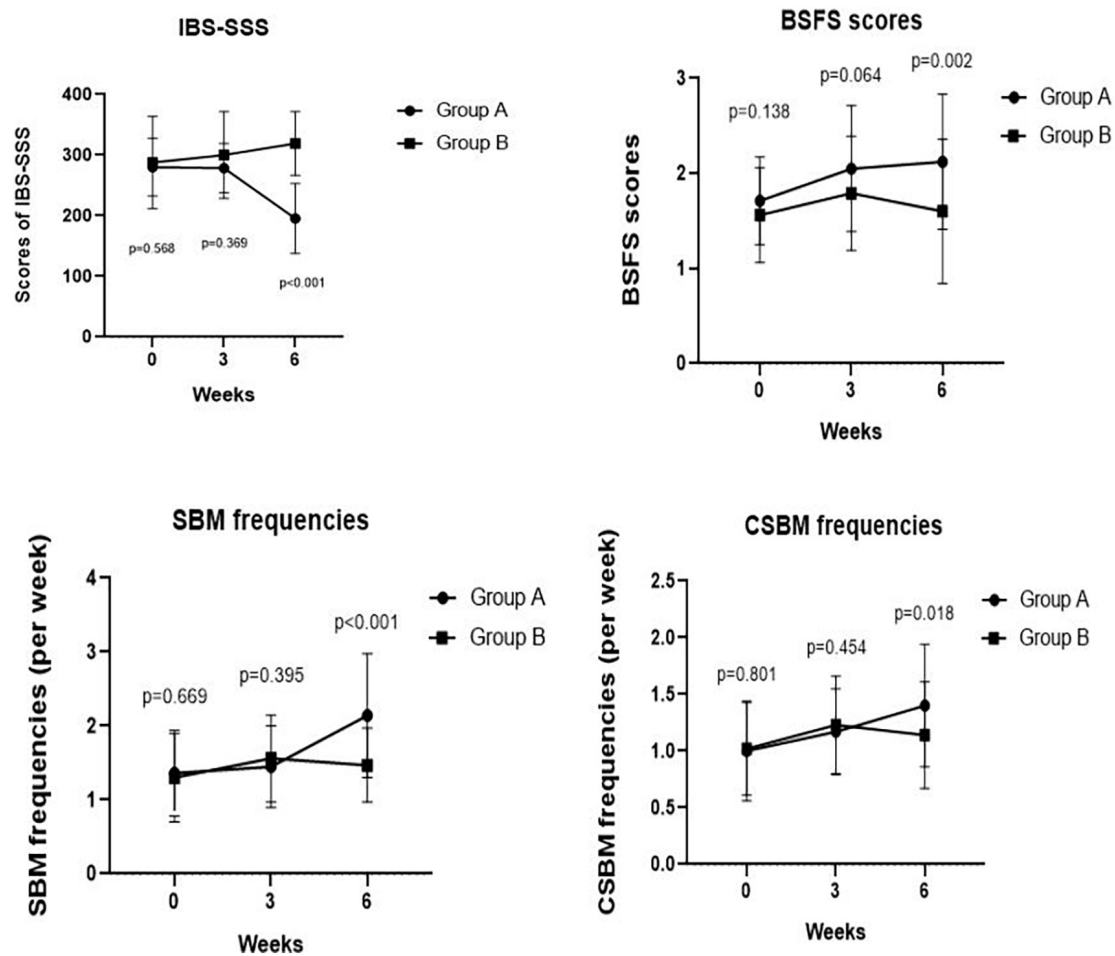 IBS-SSS
Scores of IBS-SSS
400
300
200
100
0
p=0.568
p=0.369
p<0.001
0
3
6
Weeks
Group A
Group B
BSFS scores
BSFS scores
3
2
1
0
p=0.138
p=0.064
p=0.002
0
3
6
Weeks
Group A
Group B
SBM frequencies
SBM frequencies (per week)
4
3
2
1
0
p=0.669
p=0.395
p<0.001
0
3
6
Weeks
Group A
Group B
CSBM frequencies
CSBM frequencies (per week)
2.5
2.0
1.5
1.0
0.5
0.0
p=0.801
p=0.454
p=0.018
0
3
6
Weeks
Group A
Group B